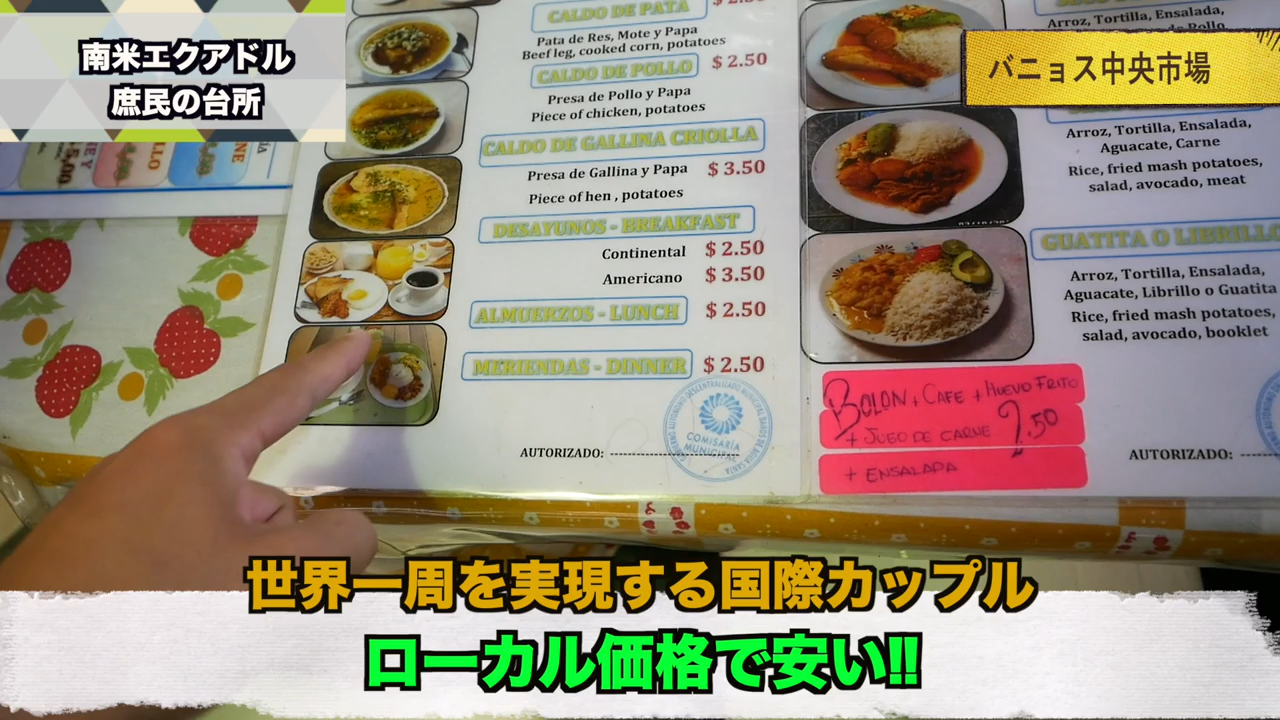 南米エクアドル
庶民の台所
バニョス中央市場
CALDO DE PATA
Pata de Res, Mote y Papa
Beef leg, cooked corn, potatoes
CALDO DE POLLO $ 2.50
Presa de Pollo y Papa
Piece of chicken, potatoes
CALDO DE GALLINA CRIOLLA
Presa de Gallina y Papa $ 3.50
Piece of hen , potatoes
DESAYUNOS - BREAKFAST
Continental $ 2.50
Americano $ 3.50
ALMUERZOS - LUNCH $ 2.50
MERIENDAS - DINNER $ 2.50
COMISARÍA
MUNICIPAL
AUTORIZADO:
Arroz, Tortilla, Ensalada,
Arroz, Tortilla, Ensalada,
Aguacate, Carne
Rice, fried mash potatoes,
salad, avocado, meat
GUATITA O LIBRILLO
Arroz, Tortilla, Ensalada,
Aguacate, Librillo o Guatita
Rice, fried mash potatoes,
salad, avocado, booklet
BOLON + CAFE + HUEVO FRITO
+ JUGO DE CARNE 2.50
+ ENSALADA
AUTORIZADO:
世界一周を実現する国際カップル
ローカル価格で安い!!